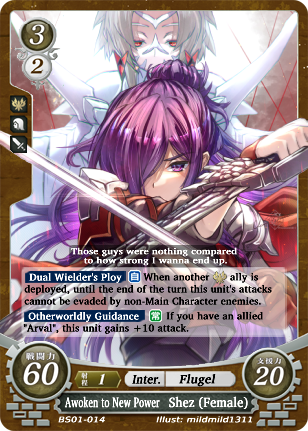 3
2
Those guys were nothing compared
to how strong I wanna end up.
Dual Wielder's Ploy 自 When another ally is
deployed, until the end of the turn this unit's attacks
cannot be evaded by non-Main Character enemies.
Otherworldly Guidance 常 If you have an allied
"Arval", this unit gains +10 attack.
戦闘力
60
射程
1
Inter.
Flugel
支援力
20
Awoken to New Power Shez (Female)
BS01-014 Illust: mildmild1311